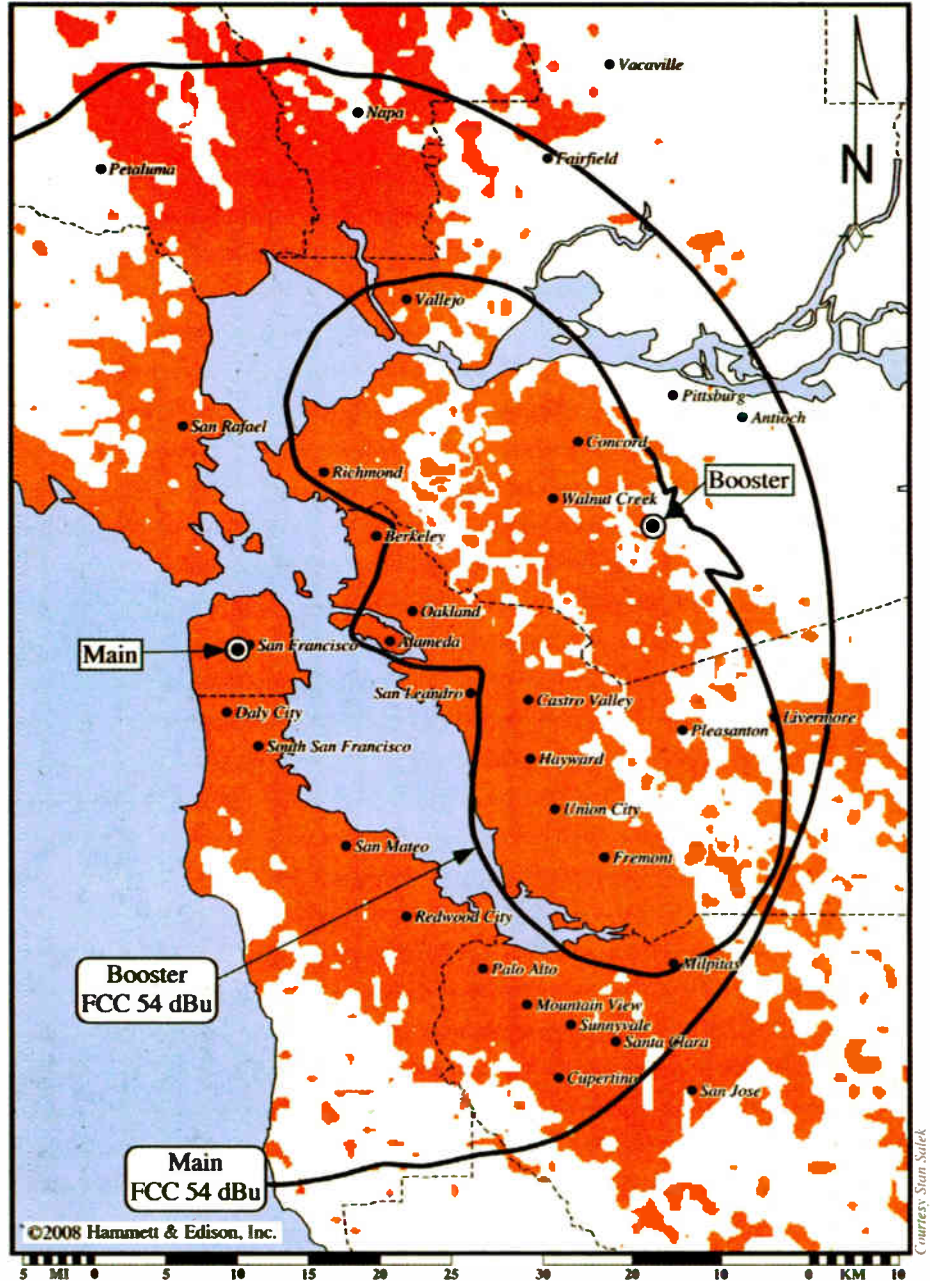 Vacaville
Napa
Fairfield
Petaluma
N
Vallejo
Pittsburg
Antioch
San Rafael
Concord
Richmond
Booster
Walnut Creek
Berkeley
Oakland
Alameda
Main
San Francisco
San Leandro
Castro Valley
Daly City
Livermore
Pleasanton
South San Francisco
Hayward
Union City
San Mateo
Fremont
Redwood City
Booster
FCC 54 dBu
Palo Alto
Milpitas
Mountain View
Sunnyvale
Santa Clara
Cupertino
San Jose
Main
FCC 54 dBu
©2008 Hammett & Edison, Inc.
Courtesy Stan Salek
5 MI 0 5 10 20 30 20 10 0 KM 10